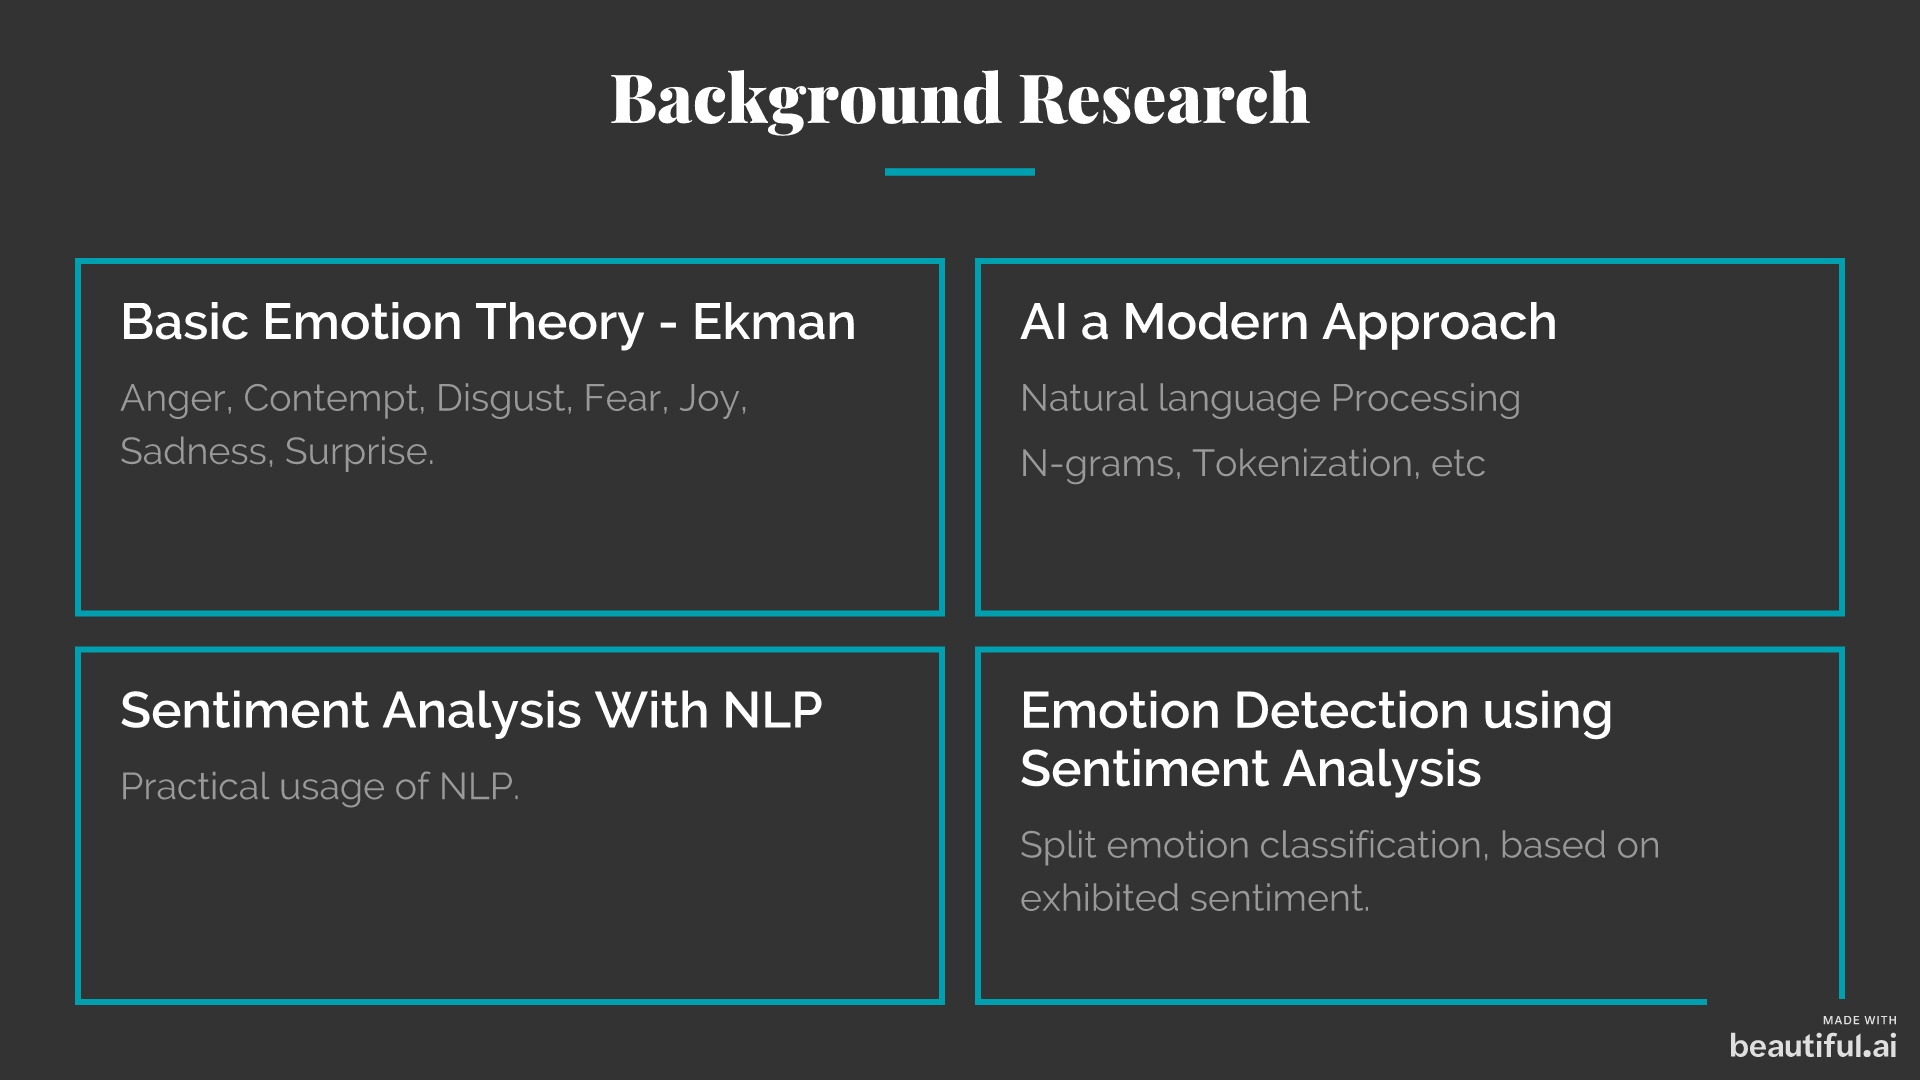 Background Research
Basic Emotion Theory - Ekman
Anger, Contempt, Disgust, Fear, Joy,
Sadness, Surprise.
AI a Modern Approach
Natural language Processing
N-grams, Tokenization, etc
Sentiment Analysis With NLP
Practical usage of NLP.
Emotion Detection using
Sentiment Analysis
Split emotion classification, based on
exhibited sentiment.
MADE WITH
beautiful.ai